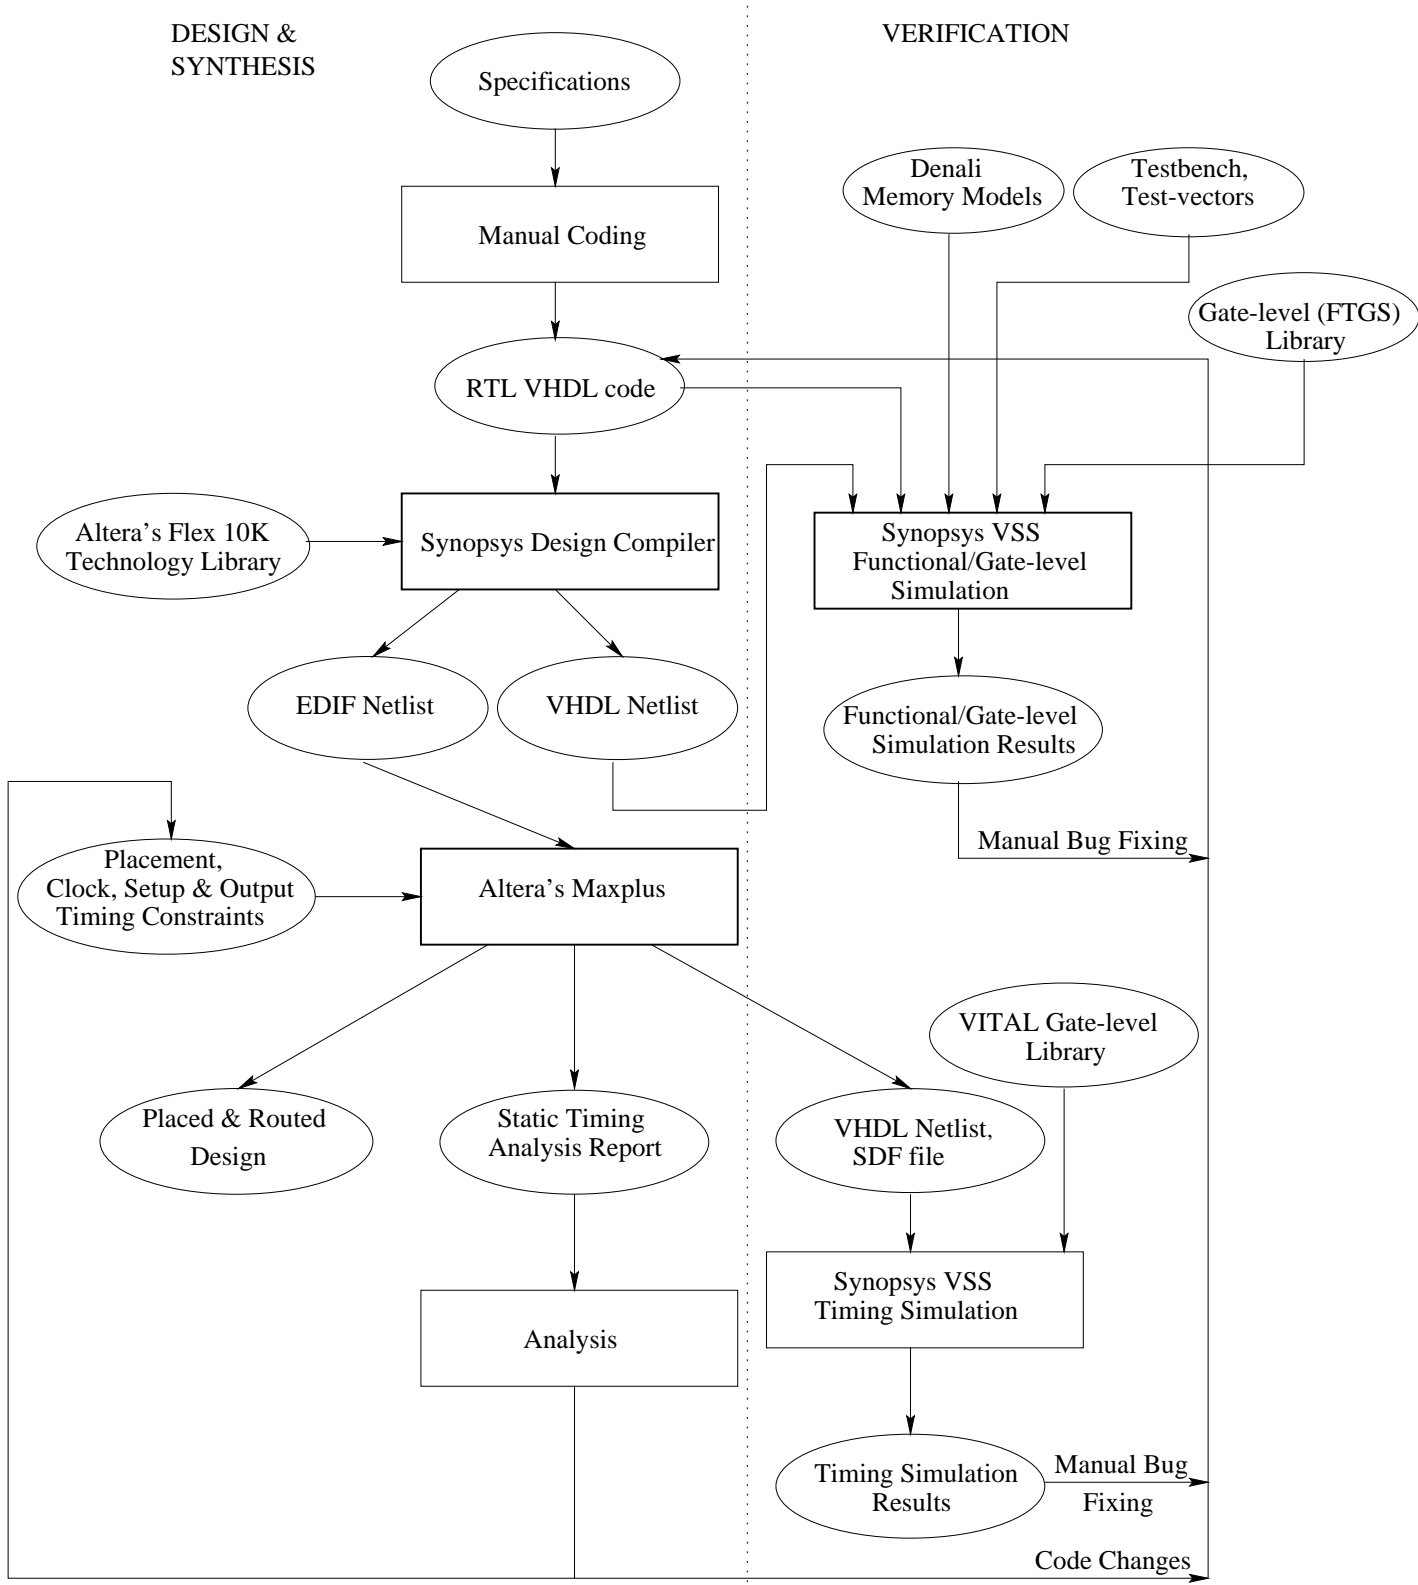 DESIGN &
SYNTHESIS
VERIFICATION
Specifications
Denali
Memory Models
Testbench,
Test-vectors
Manual Coding
Gate-level (FTGS)
Library
RTL VHDL code
Altera's Flex 10K
Technology Library
Synopsys Design Compiler
Synopsys VSS
Functional/Gate-level
Simulation
EDIF Netlist
VHDL Netlist
Functional/Gate-level
Simulation Results
Manual Bug Fixing
Placement,
Clock, Setup & Output
Timing Constraints
Altera's Maxplus
VITAL Gate-level
Library
Placed & Routed
Design
Static Timing
Analysis Report
VHDL Netlist,
SDF file
Synopsys VSS
Timing Simulation
Analysis
Timing Simulation
Results
Manual Bug
Fixing
Code Changes